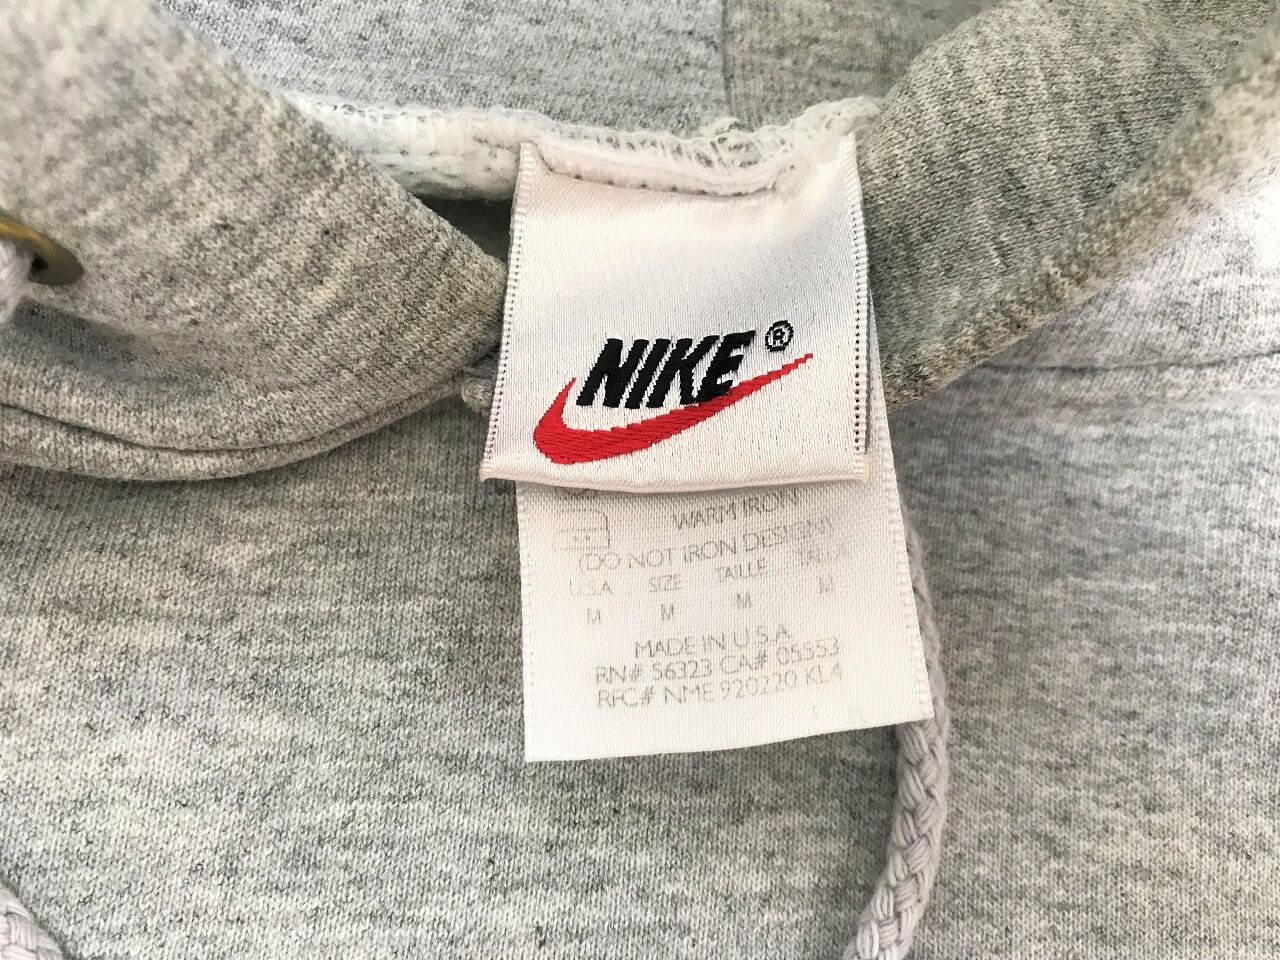 NIKE ®
WARM IRON
(DO NOT IRON DESIGN)
U.S.A SIZE TAILLE TALLA
M M M M
MADE IN U.S.A.
RN# 56323 CA# 05553
RFC# NME 920220 KL4